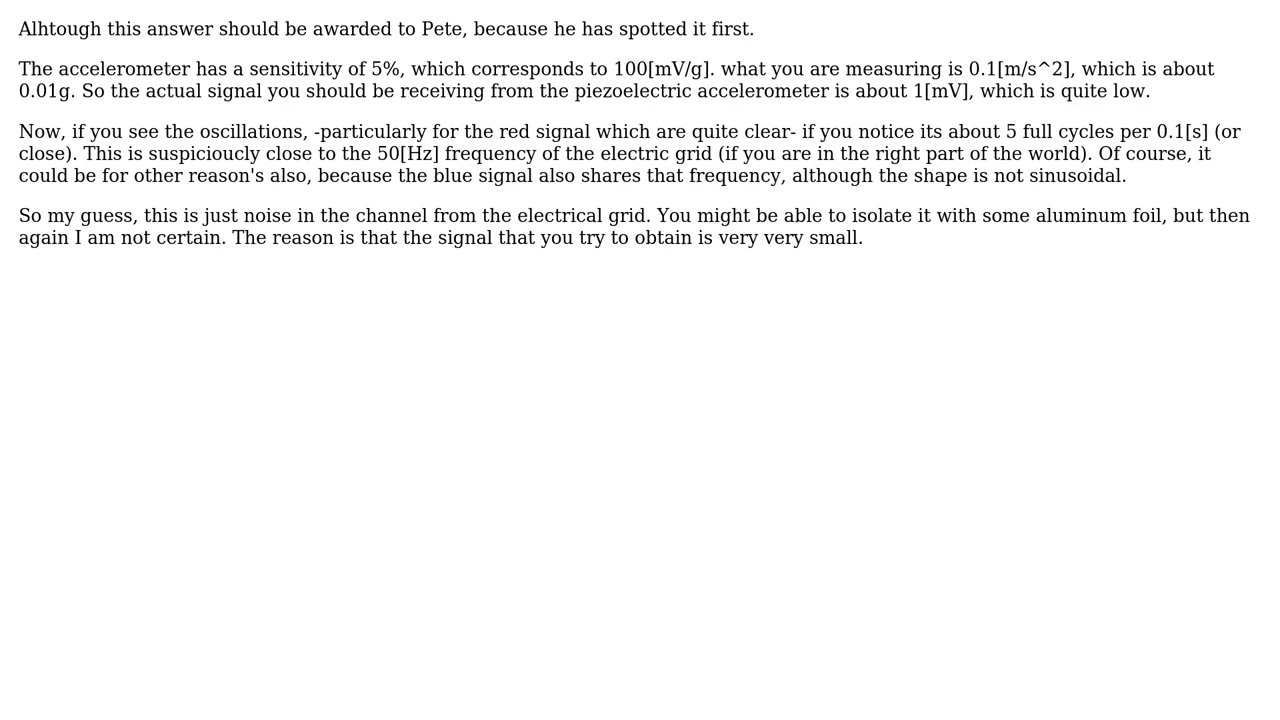 Alhtough this answer should be awarded to Pete, because he has spotted it first.
The accelerometer has a sensitivity of 5%, which corresponds to 100[mV/g]. what you are measuring is 0.1[m/s^2], which is about
0.01g. So the actual signal you should be receiving from the piezoelectric accelerometer is about 1[mV], which is quite low.
Now, if you see the oscillations, -particularly for the red signal which are quite clear- if you notice its about 5 full cycles per 0.1[s] (or
close). This is suspicioucly close to the 50[Hz] frequency of the electric grid (if you are in the right part of the world). Of course, it
could be for other reason's also, because the blue signal also shares that frequency, although the shape is not sinusoidal.
So my guess, this is just noise in the channel from the electrical grid. You might be able to isolate it with some aluminum foil, but then
again I am not certain. The reason is that the signal that you try to obtain is very very small.